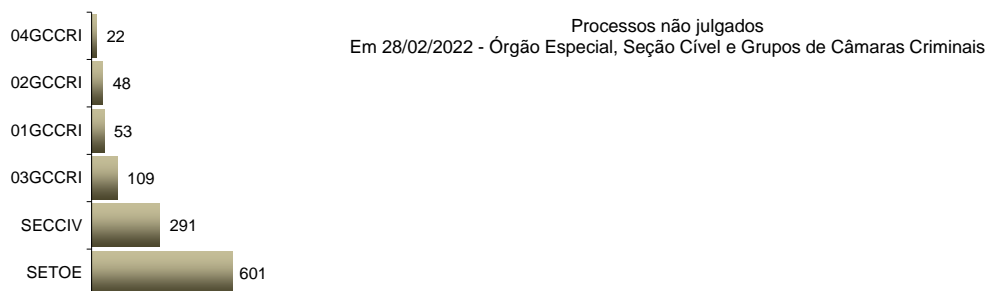 Processos não julgados
Em 28/02/2022 - Órgão Especial, Seção Cível e Grupos de Câmaras Criminais
04GCCRI 22
02GCCRI 48
01GCCRI 53
03GCCRI 109
SECCIV 291
SETOE 601